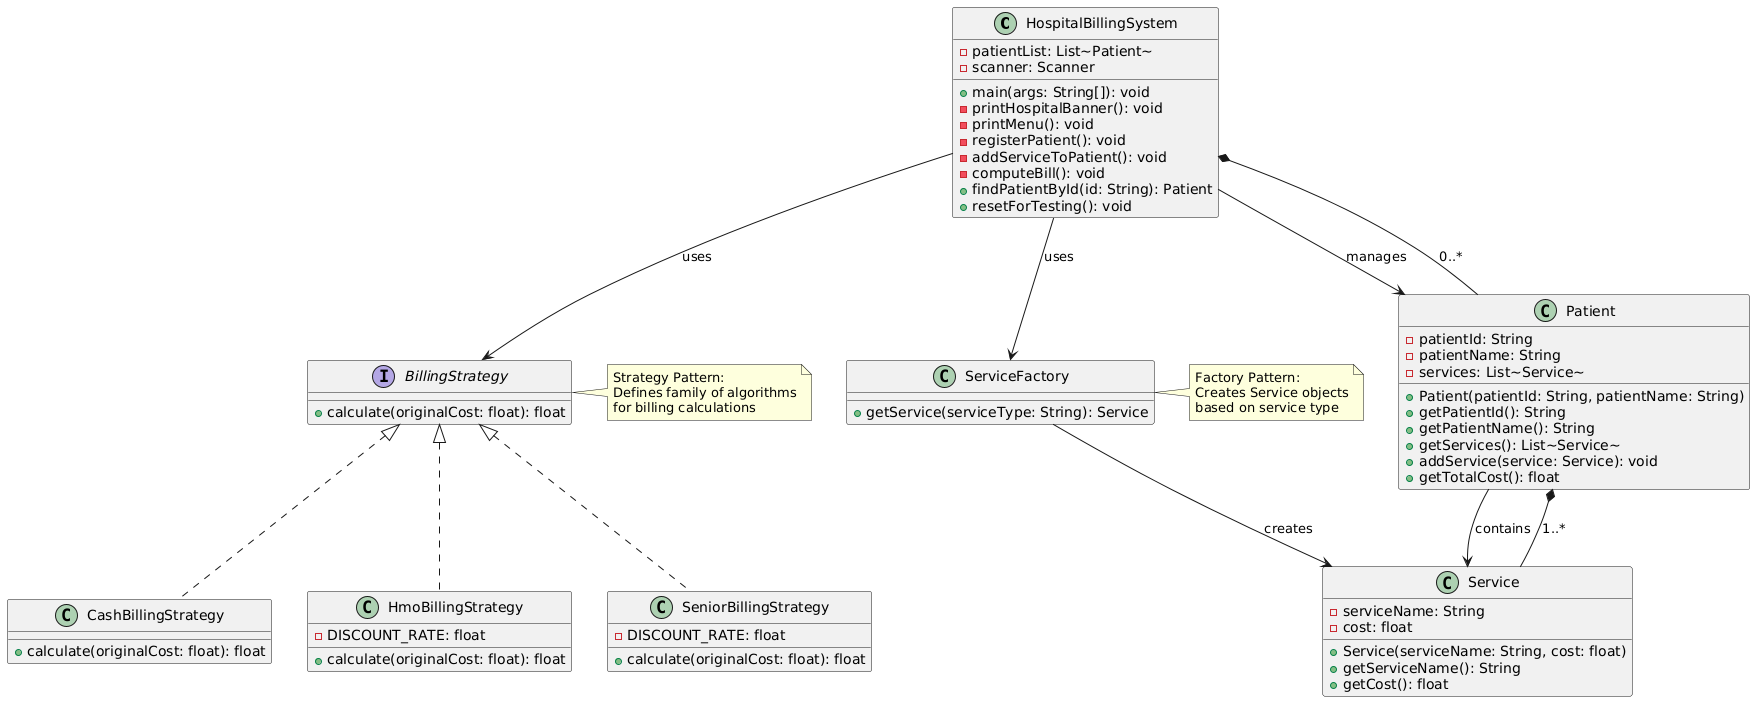 HospitalBillingSystem
patientList: List~Patient~
scanner: Scanner
main(args: String[]): void
printHospitalBanner(): void
printMenu(): void
registerPatient(): void
addServiceToPatient(): void
computeBill(): void
findPatientById(id: String): Patient
resetForTesting(): void
uses
uses
manages
0..*
BillingStrategy
calculate(originalCost: float): float
Strategy Pattern:
Defines family of algorithms
for billing calculations
ServiceFactory
getService(serviceType: String): Service
Factory Pattern:
Creates Service objects
based on service type
Patient
patientId: String
patientName: String
services: List~Service~
Patient(patientId: String, patientName: String)
getPatientId(): String
getPatientName(): String
getServices(): List~Service~
addService(service: Service): void
getTotalCost(): float
creates
contains
1..*
CashBillingStrategy
calculate(originalCost: float): float
HmoBillingStrategy
DISCOUNT_RATE: float
calculate(originalCost: float): float
SeniorBillingStrategy
DISCOUNT_RATE: float
calculate(originalCost: float): float
Service
serviceName: String
cost: float
Service(serviceName: String, cost: float)
getServiceName(): String
getCost(): float